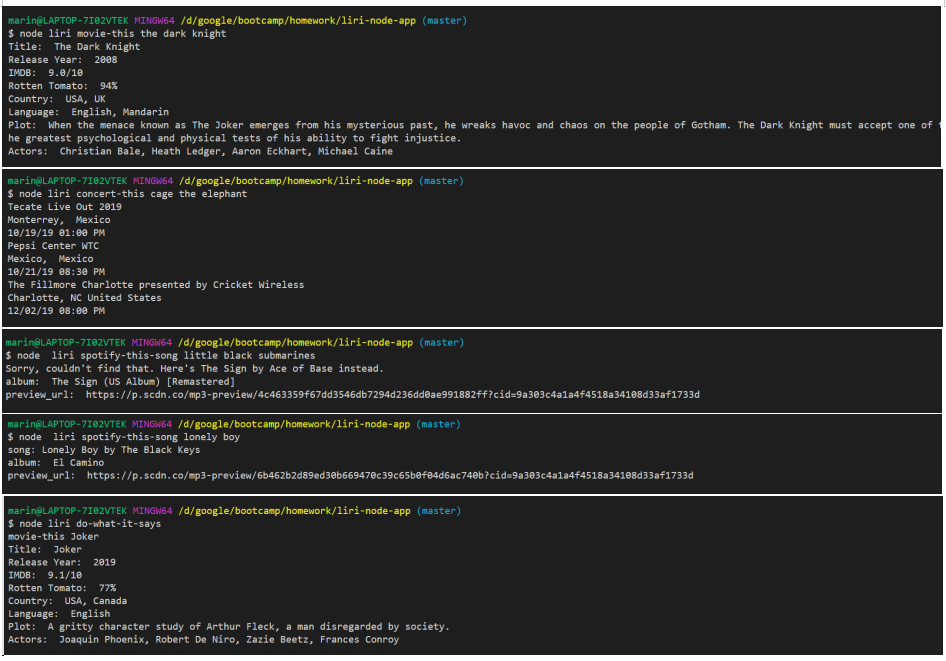 marin@LAPTOP-7I02VTEK MINGW64 /d/google/bootcamp/homework/liri-node-app (master)
$ node liri movie-this the dark knight
Title:  The Dark Knight
Release Year:  2008
IMDB:  9.0/10
Rotten Tomato:  94%
Country:  USA, UK
Language:  English, Mandarin
Plot:  When the menace known as The Joker emerges from his mysterious past, he wreaks havoc and chaos on the people of Gotham. The Dark Knight must accept one of t
he greatest psychological and physical tests of his ability to fight injustice.
Actors:  Christian Bale, Heath Ledger, Aaron Eckhart, Michael Caine
marin@LAPTOP-7I02VTEK MINGW64 /d/google/bootcamp/homework/liri-node-app (master)
$ node liri concert-this cage the elephant
Tecate Live Out 2019
Monterrey,  Mexico
10/19/19 01:00 PM
Pepsi Center WTC
Mexico,  Mexico
10/21/19 08:30 PM
The Fillmore Charlotte presented by Cricket Wireless
Charlotte, NC United States
12/02/19 08:00 PM
marin@LAPTOP-7I02VTEK MINGW64 /d/google/bootcamp/homework/liri-node-app (master)
$ node  liri spotify-this-song little black submarines
Sorry, couldn't find that. Here's The Sign by Ace of Base instead.
album:  The Sign (US Album) [Remastered]
preview_url:  https://p.scdn.co/mp3-preview/4c463359f67dd3546db7294d236dd0ae991882ff?cid=9a303c4a1a4f4518a34108d33af1733d
marin@LAPTOP-7I02VTEK MINGW64 /d/google/bootcamp/homework/liri-node-app (master)
$ node  liri spotify-this-song lonely boy
song: Lonely Boy by The Black Keys
album:  El Camino
preview_url:  https://p.scdn.co/mp3-preview/6b462b2d89ed30b669470c39c65b0f04d6ac740b?cid=9a303c4a1a4f4518a34108d33af1733d
marin@LAPTOP-7I02VTEK MINGW64 /d/google/bootcamp/homework/liri-node-app (master)
$ node liri do-what-it-says
movie-this Joker
Title:  Joker
Release Year:  2019
IMDB:  9.1/10
Rotten Tomato:  77%
Country:  USA, Canada
Language:  English
Plot:  A gritty character study of Arthur Fleck, a man disregarded by society.
Actors:  Joaquin Phoenix, Robert De Niro, Zazie Beetz, Frances Conroy